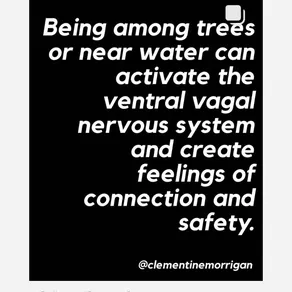 Being among trees
or near water can
activate the
ventral vagal
nervous system
and create
feelings of
connection and
safety.
@clementinemorrigan